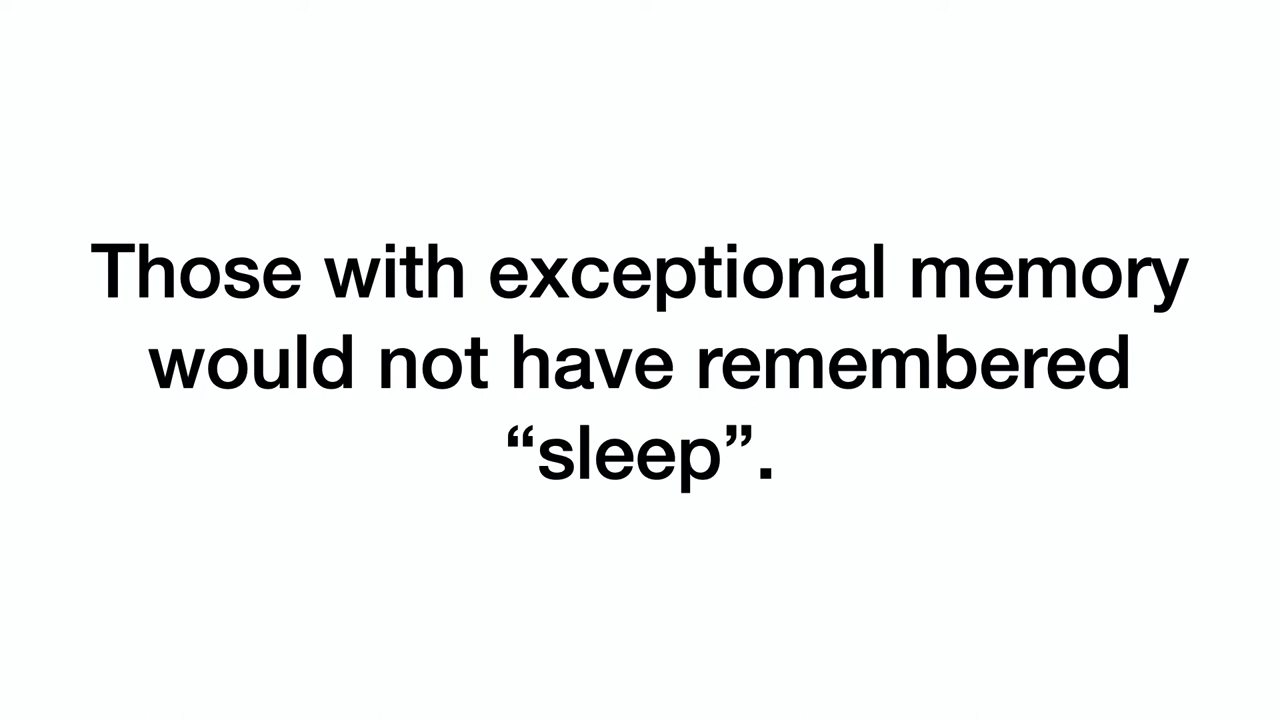 Those with exceptional memory
would not have remembered
“sleep”.